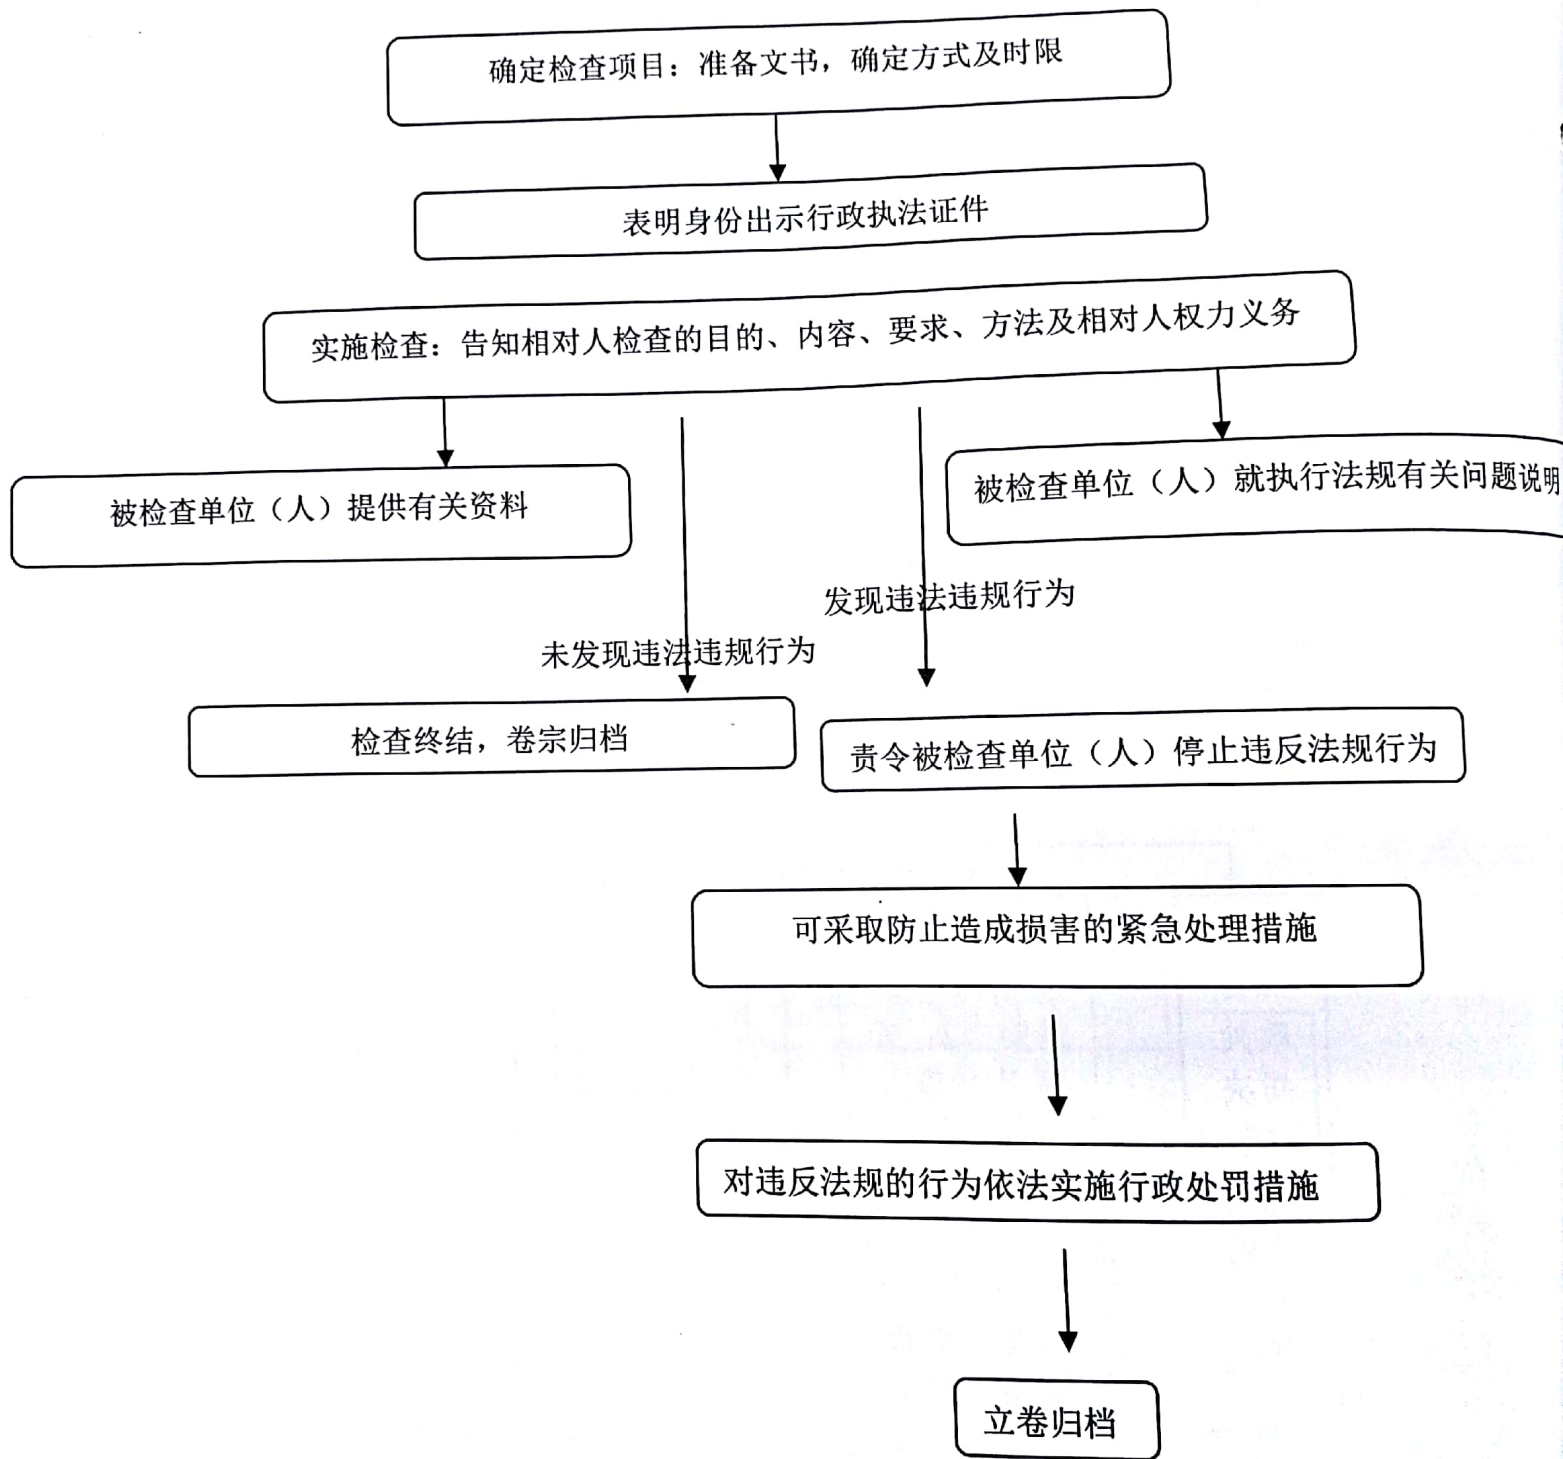 确定检查项目：准备文书，确定方式及时限
表明身份出示行政执法证件
实施检查：告知相对人检查的目的、内容、要求、方法及相对人权力义务
被检查单位（人）提供有关资料
被检查单位（人）就执行法规有关问题说明
发现违法违规行为
未发现违法违规行为
检查终结，卷宗归档
责令被检查单位（人）停止违反法规行为
可采取防止造成损害的紧急处理措施
对违反法规的行为依法实施行政处罚措施
立卷归档